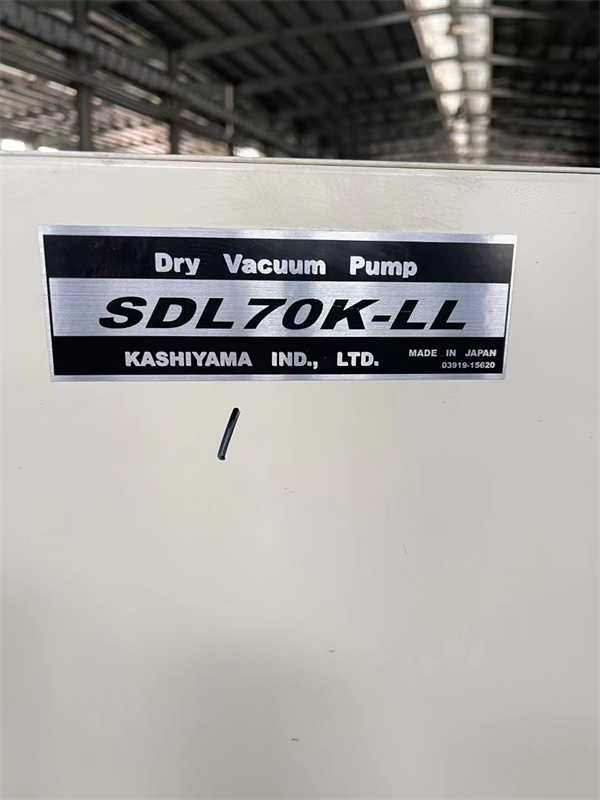 Dry Vacuum Pump
SDL70K-LL
KASHIYAMA IND., LTD.
MADE IN JAPAN
03919-15620